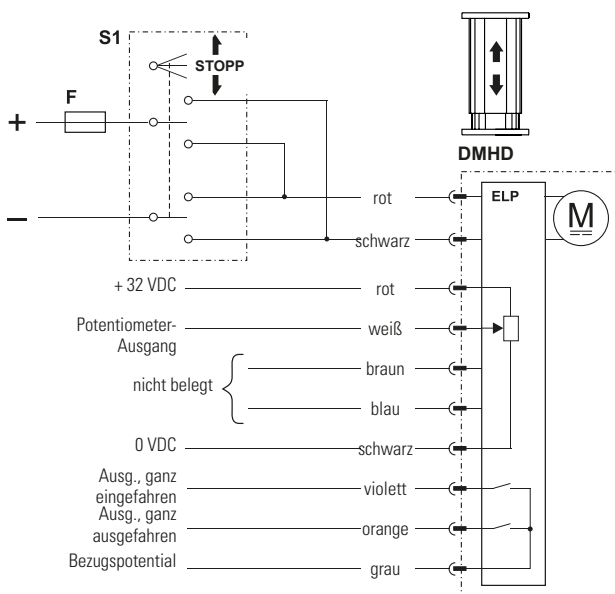 S1
STOPP
F
+
–
DMHD
ELP
M
rot
schwarz
+ 32 VDC
rot
Potentiometer-
Ausgang
weiß
braun
nicht belegt
blau
0 VDC
schwarz
Ausg., ganz
eingefahren
violett
Ausg., ganz
ausgefahren
orange
Bezugspotential
grau